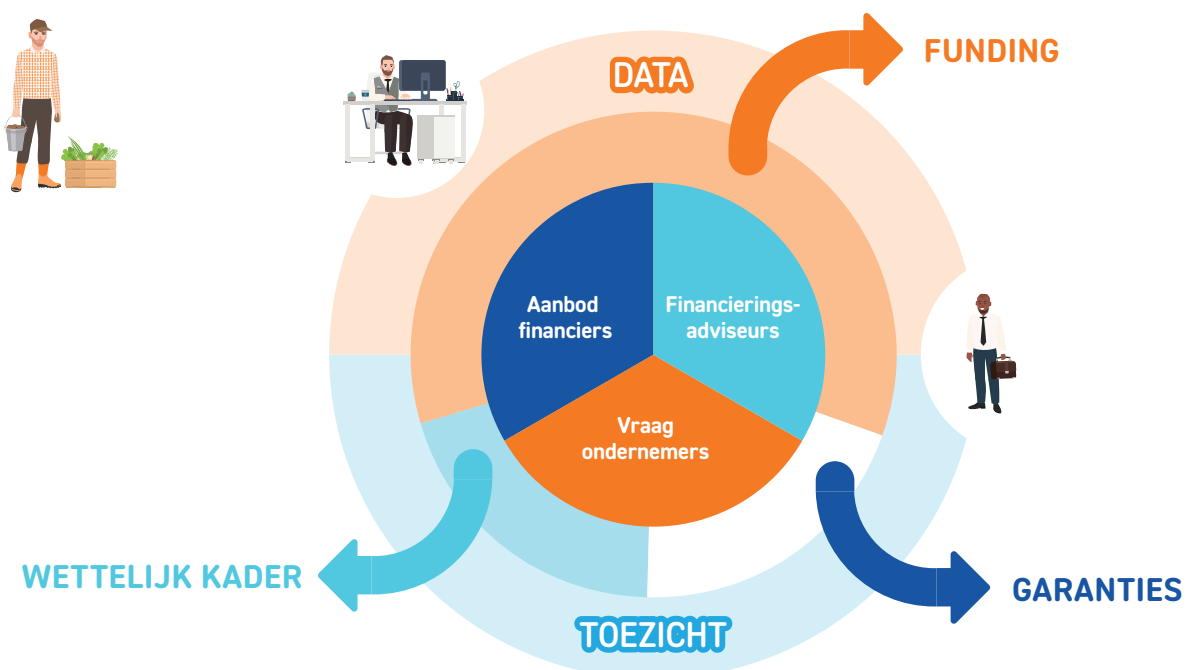 DATA
FUNDING
Aanbod
financiers
Financierings-
adviseurs
Vraag
ondernemers
WETTELIJK KADER
GARANTIES
TOEZICHT